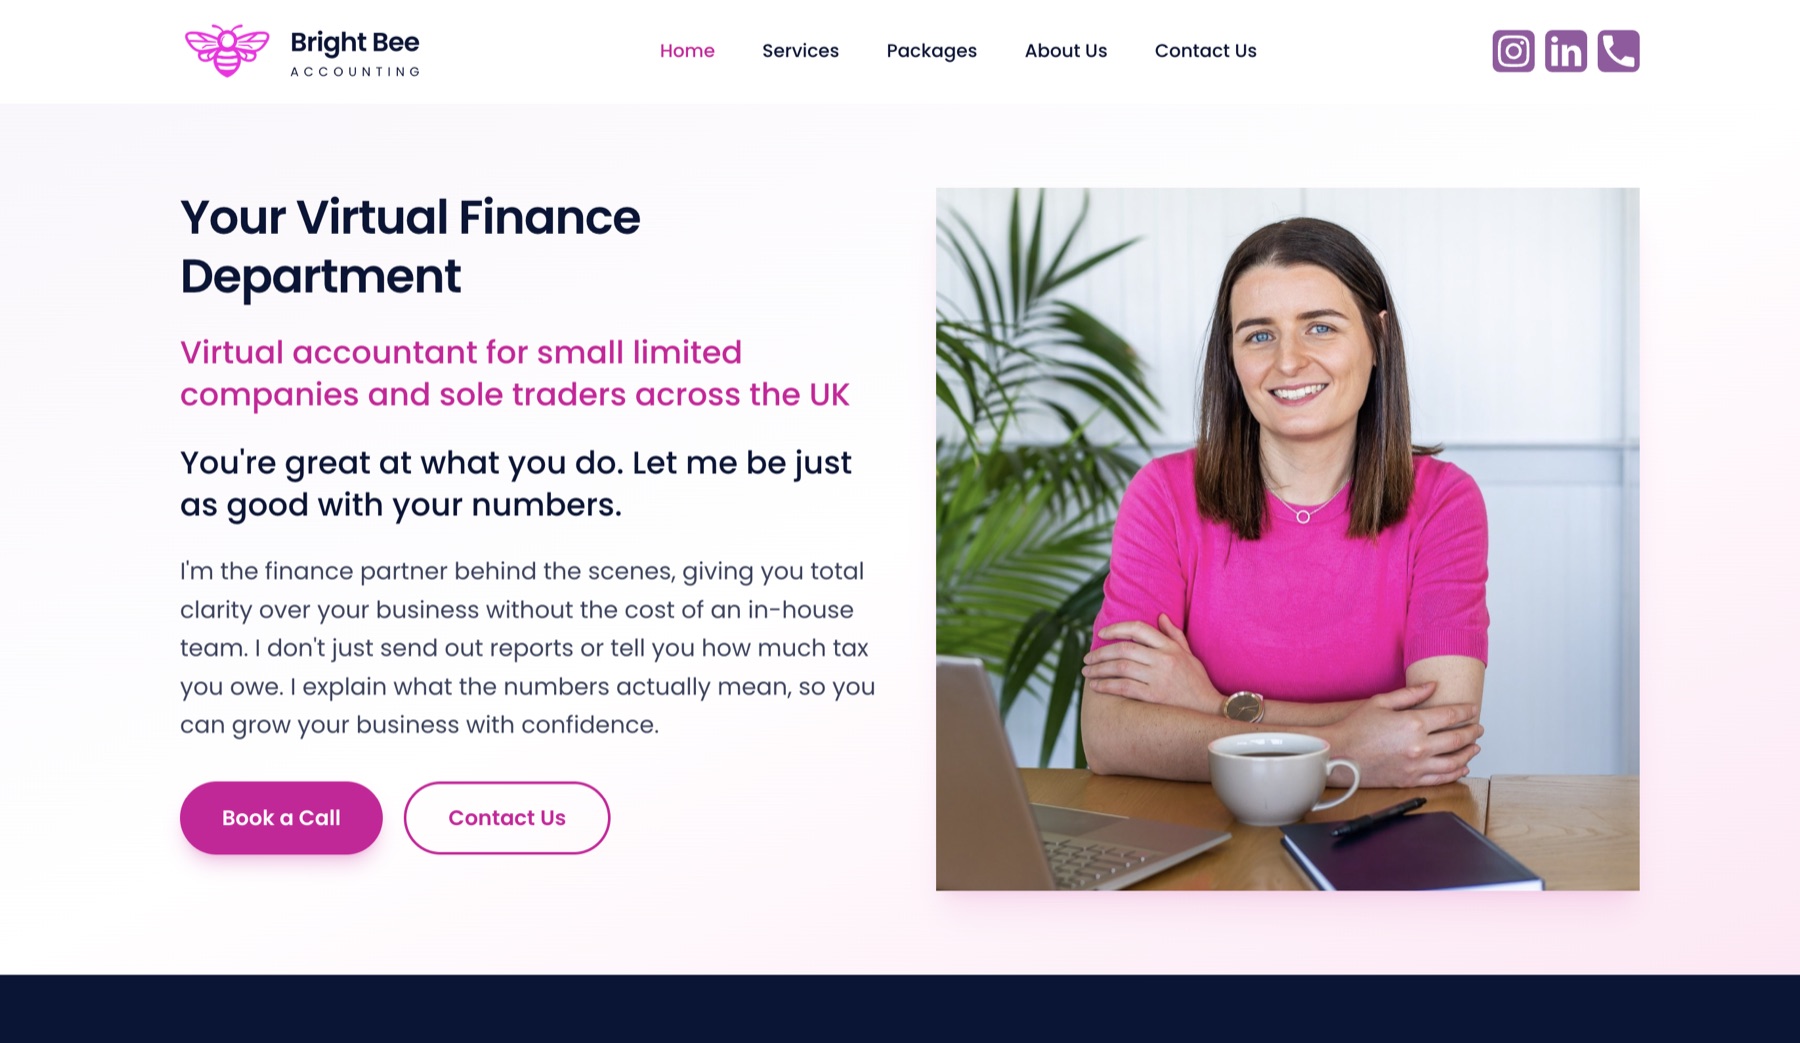 Bright Bee
ACCOUNTING
Home
Services
Packages
About Us
Contact Us
in
Your Virtual Finance
Department
Virtual accountant for small limited
companies and sole traders across the UK
You're great at what you do. Let me be just
as good with your numbers.
I'm the finance partner behind the scenes, giving you total
clarity over your business without the cost of an in-house
team. I don't just send out reports or tell you how much tax
you owe. I explain what the numbers actually mean, so you
can grow your business with confidence.
Book a Call
Contact Us